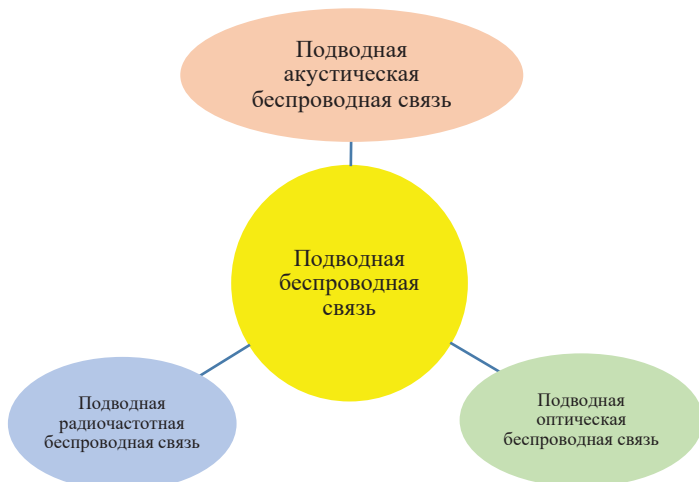 Подводная
акустическая
беспроводная связь
Подводная
беспроводная
связь
Подводная
радиочастотная
беспроводная связь
Подводная
оптическая
беспроводная связь